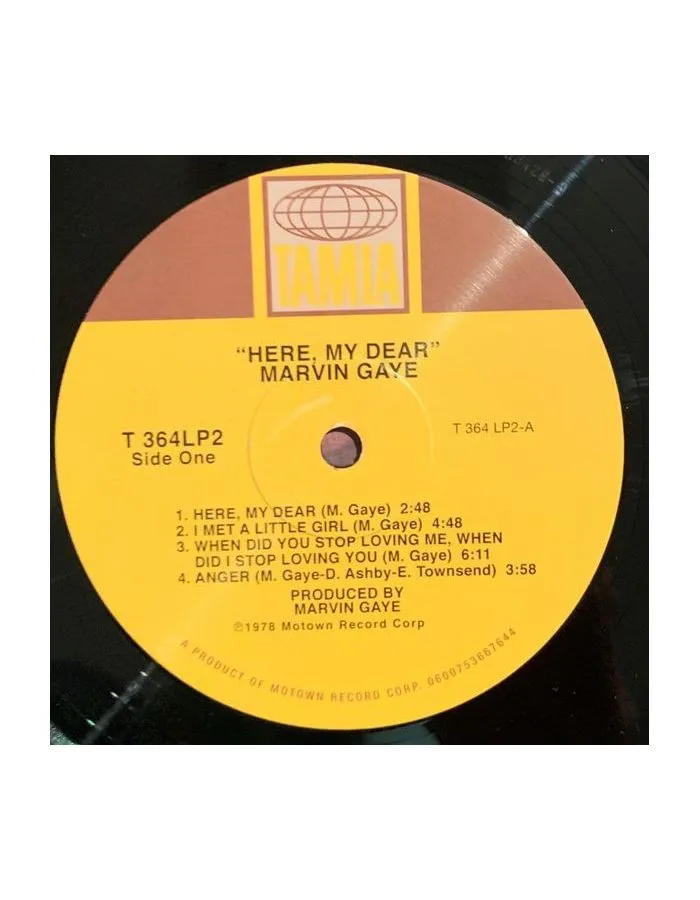 TAMLA
"HERE, MY DEAR"
MARVIN GAYE
T 364LP2
Side One
T 364 LP2-A
1. HERE, MY DEAR (M. Gaye) 2:48
2. I MET A LITTLE GIRL (M. Gaye) 4:48
3. WHEN DID YOU STOP LOVING ME, WHEN
DID I STOP LOVING YOU (M. Gaye) 6:11
4. ANGER (M. Gaye-D. Ashby-E. Townsend) 3:58
PRODUCED BY
MARVIN GAYE
℗1978 Motown Record Corp
A PRODUCT OF MOTOWN RECORD CORP. 0600753667644